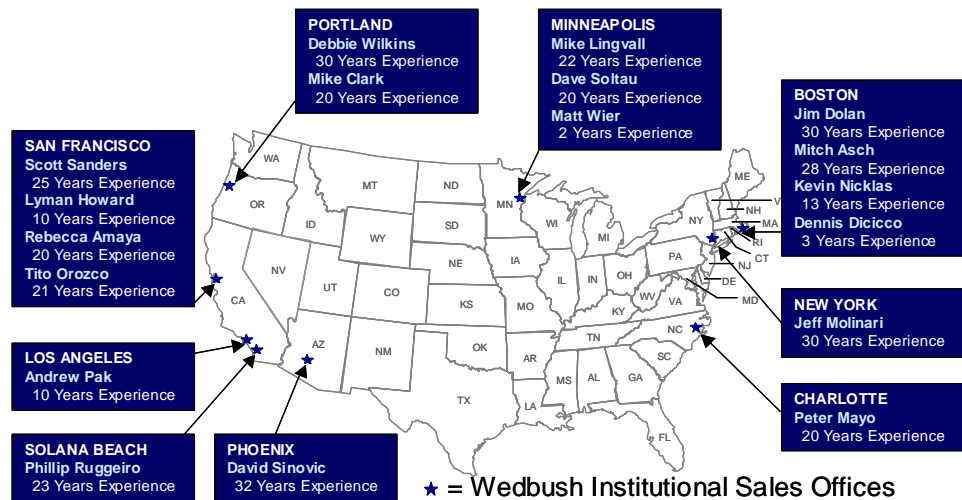 PORTLAND
Debbie Wilkins
30 Years Experience
Mike Clark
20 Years Experience
MINNEAPOLIS
Mike Lingvall
22 Years Experience
Dave Soltau
20 Years Experience
Matt Wier
2 Years Experience
BOSTON
Jim Dolan
30 Years Experience
Mitch Asch
28 Years Experience
Kevin Nicklas
13 Years Experience
Dennis Dicicco
3 Years Experience
SAN FRANCISCO
Scott Sanders
25 Years Experience
Lyman Howard
10 Years Experience
Rebecca Amaya
20 Years Experience
Tito Orozco
21 Years Experience
LOS ANGELES
Andrew Pak
10 Years Experience
SOLANA BEACH
Phillip Ruggeiro
23 Years Experience
PHOENIX
David Sinovic
32 Years Experience
NEW YORK
Jeff Molinari
30 Years Experience
CHARLOTTE
Peter Mayo
20 Years Experience
WA
OR
ID
MT
ND
SD
WY
NE
NV
CA
UT
CO
KS
AZ
NM
OK
TX
MN
IA
MO
AR
LA
WI
MI
IL
IN
OH
KY
TN
MS
AL
GA
FL
SC
NC
VA
WV
PA
NY
ME
V
NH
MA
RI
CT
NJ
DE
MD
= Wedbush Institutional Sales Offices